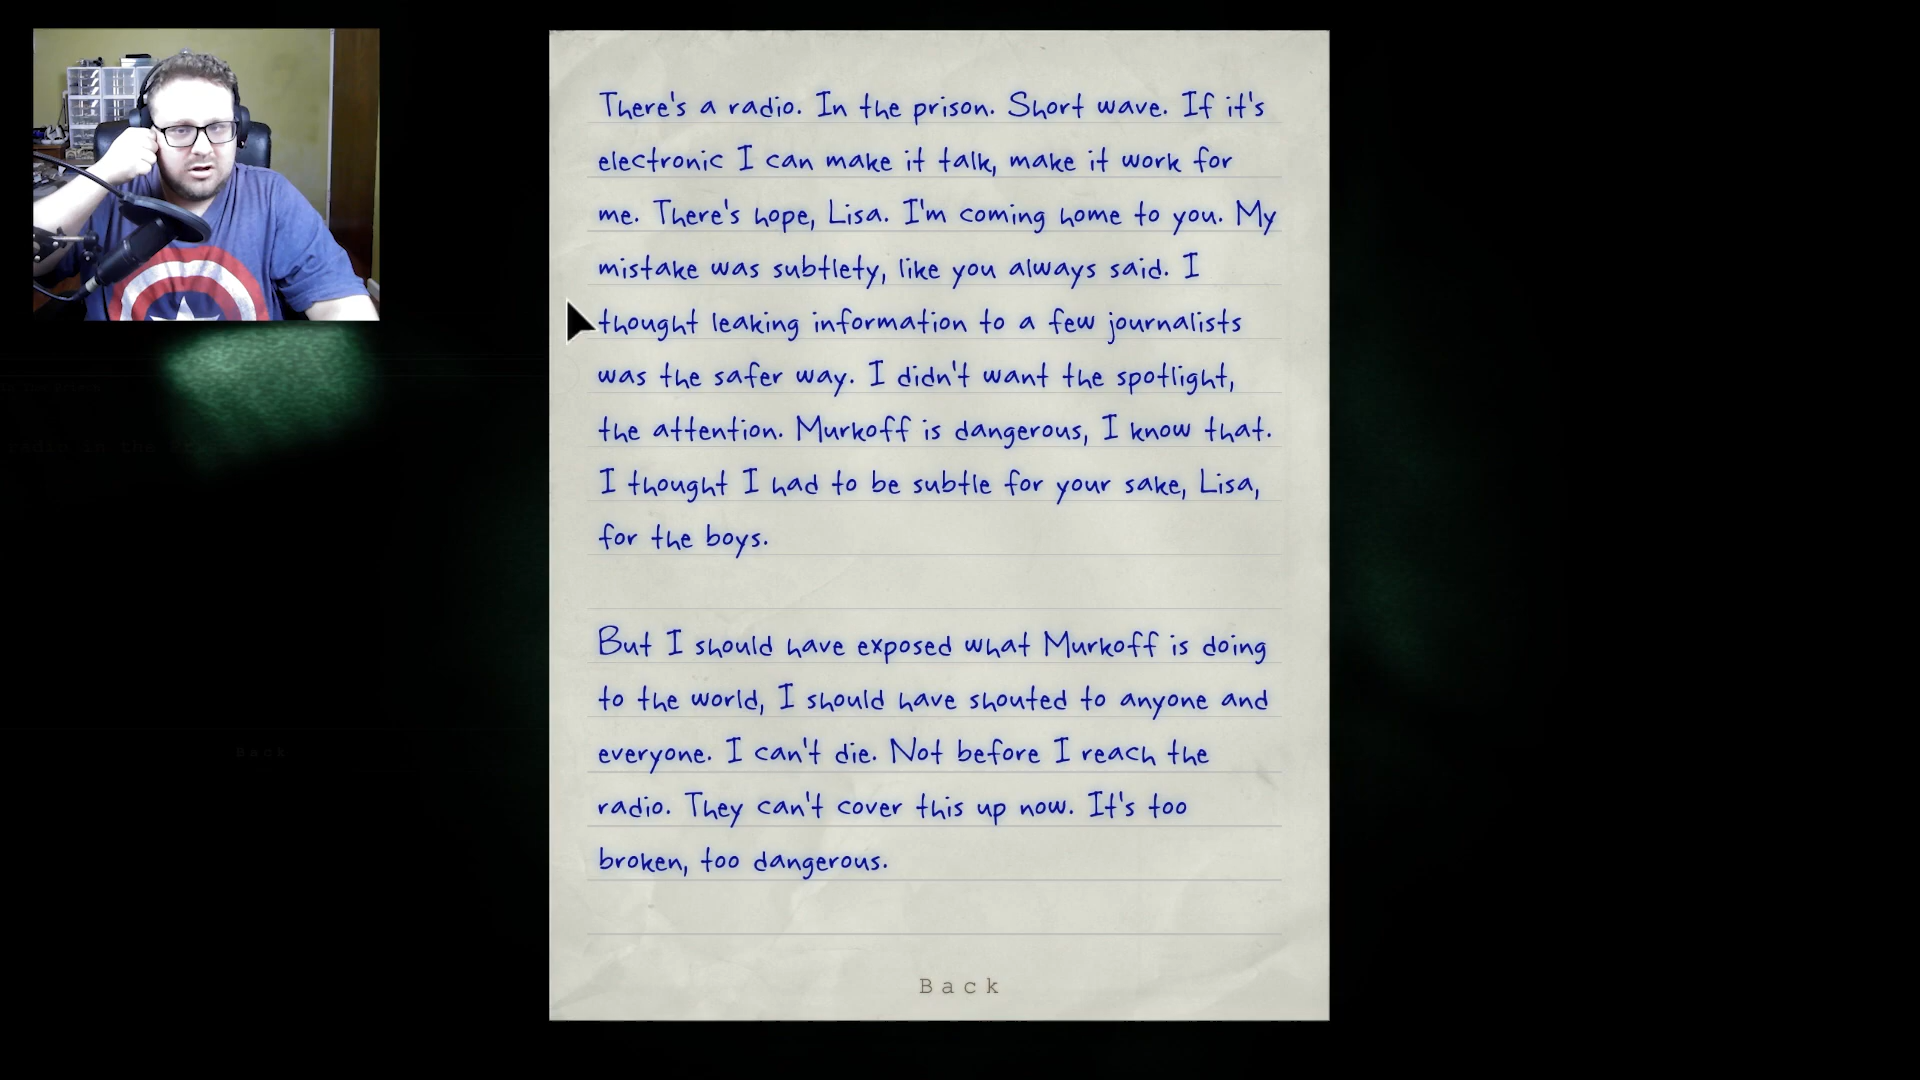 There's a radio. In the prison. Short wave. If it's
electronic I can make it talk, make it work for
me. There's hope, Lisa. I'm coming home to you. My
mistake was subtlety, like you always said. I
thought leaking information to a few journalists
was the safer way. I didn't want the spotlight,
the attention. Murkoff is dangerous, I know that.
I thought I had to be subtle for your sake, Lisa,
for the boys.
But I should have exposed what Murkoff is doing
to the world, I should have shouted to anyone and
everyone. I can't die. Not before I reach the
radio. They can't cover this up now. It's too
broken, too dangerous.
Back
radio in the
Back